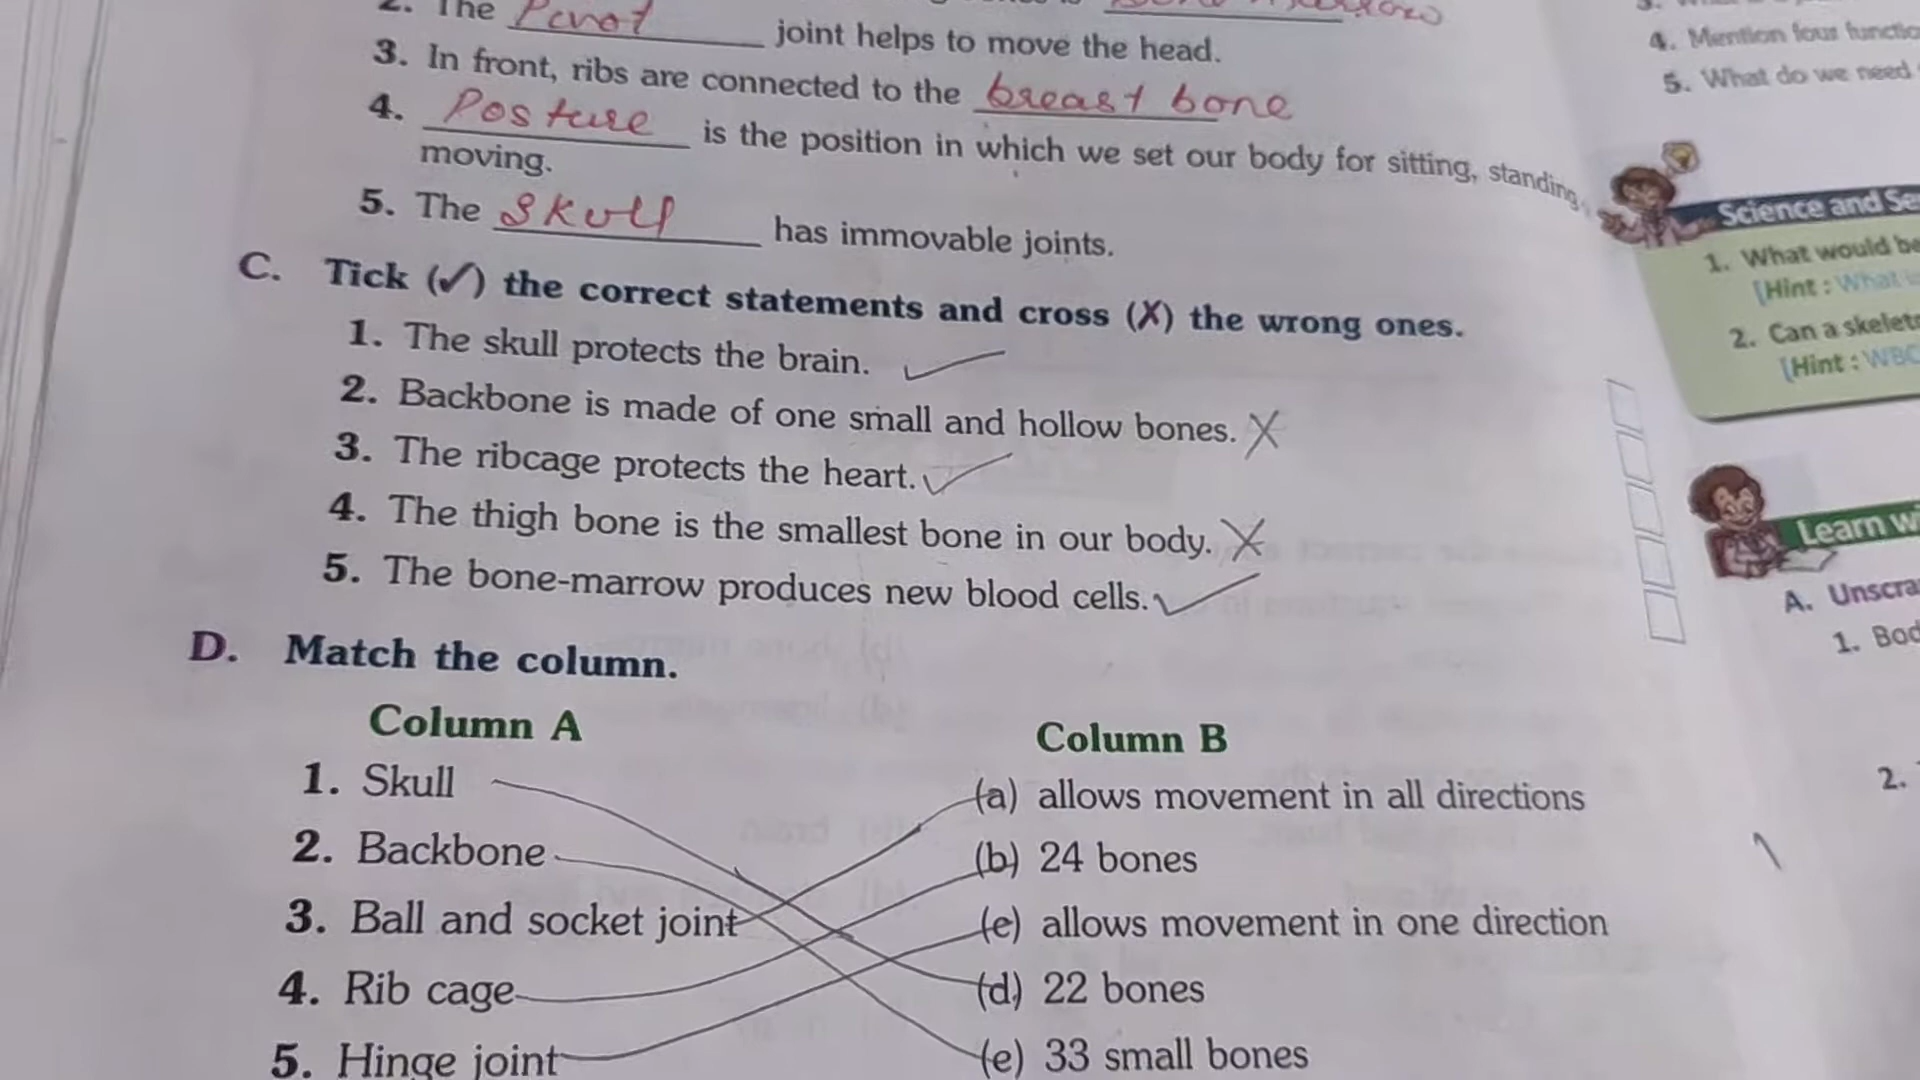 2. The Pivot joint helps to move the head.
3. In front, ribs are connected to the breast bone
4. Posture is the position in which we set our body for sitting, standing,
moving.
5. The Skull has immovable joints.
C. Tick (✓) the correct statements and cross (X) the wrong ones.
1. The skull protects the brain. ✓
2. Backbone is made of one small and hollow bones. X
3. The ribcage protects the heart. ✓
4. The thigh bone is the smallest bone in our body. X
5. The bone-marrow produces new blood cells. ✓
D. Match the column.
Column A
Column B
1. Skull
(a) allows movement in all directions
2. Backbone
(b) 24 bones
3. Ball and socket joint
(e) allows movement in one direction
4. Rib cage
(d) 22 bones
5. Hinge joint
(e) 33 small bones
4. Mention four functio
5. What do we need
Science and Se
1. What would be
[Hint : What is
2. Can a skelet
[Hint : WBC
Learn wi
A. Unscra
1. Bod
2.